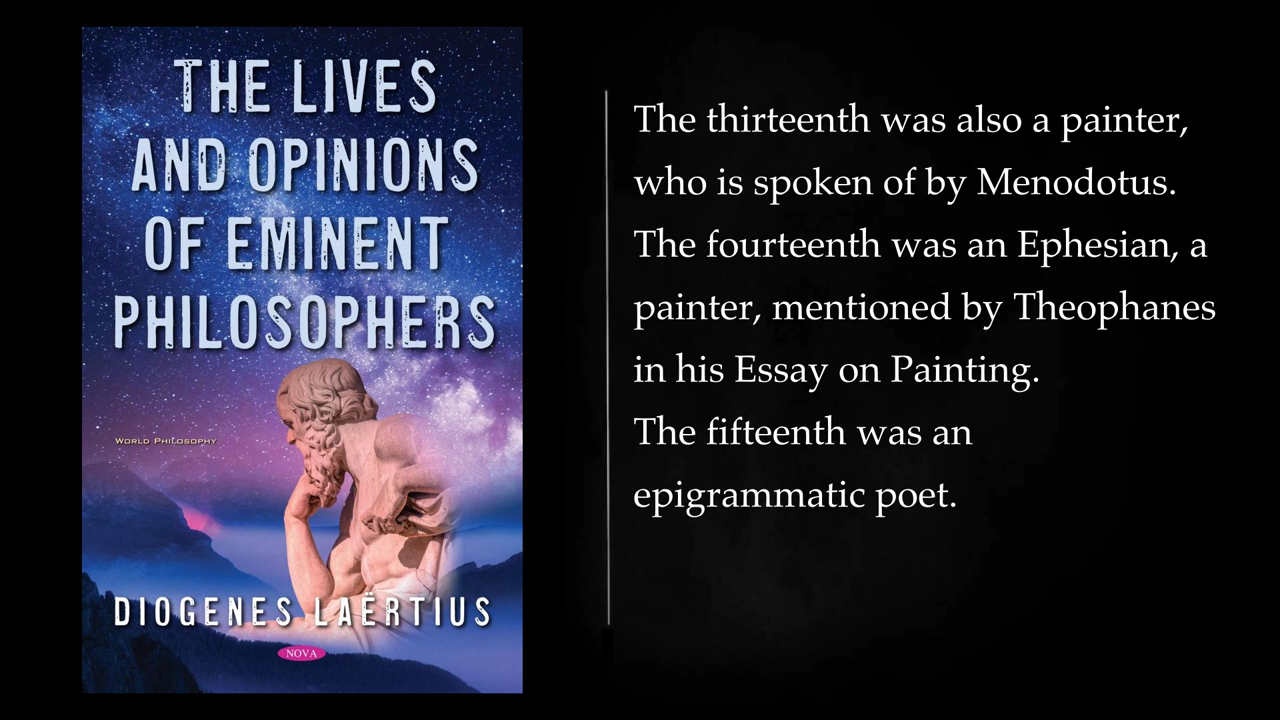 THE LIVES
AND OPINIONS
OF EMINENT
PHILOSOPHERS
WORLD PHILOSOPHY
DIOGENES LAËRTIUS
NOVA
The thirteenth was also a painter,
who is spoken of by Menodotus.
The fourteenth was an Ephesian, a
painter, mentioned by Theophanes
in his Essay on Painting.
The fifteenth was an
epigrammatic poet.